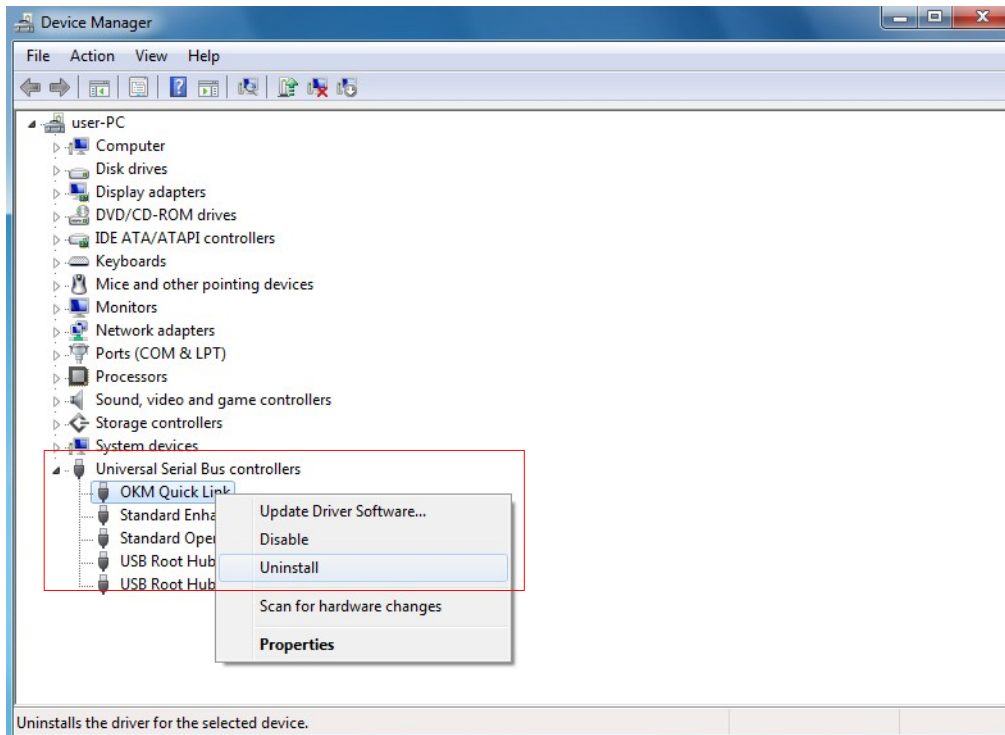 Device Manager
File Action View Help
user-PC
Computer
Disk drives
Display adapters
DVD/CD-ROM drives
IDE ATA/ATAPI controllers
Keyboards
Mice and other pointing devices
Monitors
Network adapters
Ports (COM & LPT)
Processors
Sound, video and game controllers
Storage controllers
System devices
Universal Serial Bus controllers
OKM Quick Link
Standard Enha
Standard Oper
USB Root Hub
USB Root Hub
Update Driver Software...
Disable
Uninstall
Scan for hardware changes
Properties
Uninstalls the driver for the selected device.